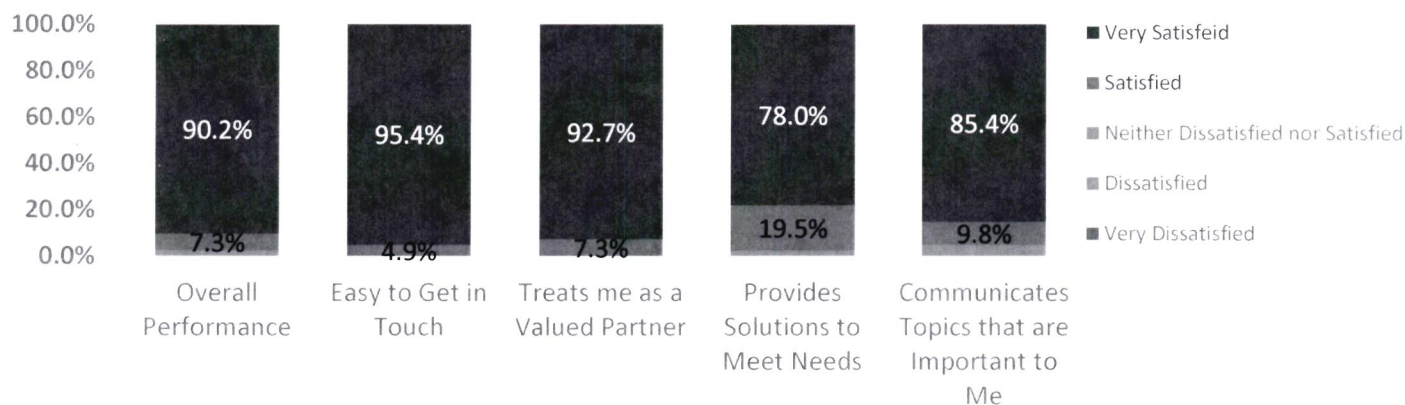 100.0%
80.0%
60.0%
40.0%
20.0%
0.0%
90.2%
95.4%
92.7%
78.0%
85.4%
7.3%
4.9%
7.3%
19.5%
9.8%
Overall
Performance
Easy to Get in
Touch
Treats me as a
Valued Partner
Provides
Solutions to
Meet Needs
Communicates
Topics that are
Important to
Me
Very Satisfeid
Satisfied
Neither Dissatisfied nor Satisfied
Dissatisfied
Very Dissatisfied